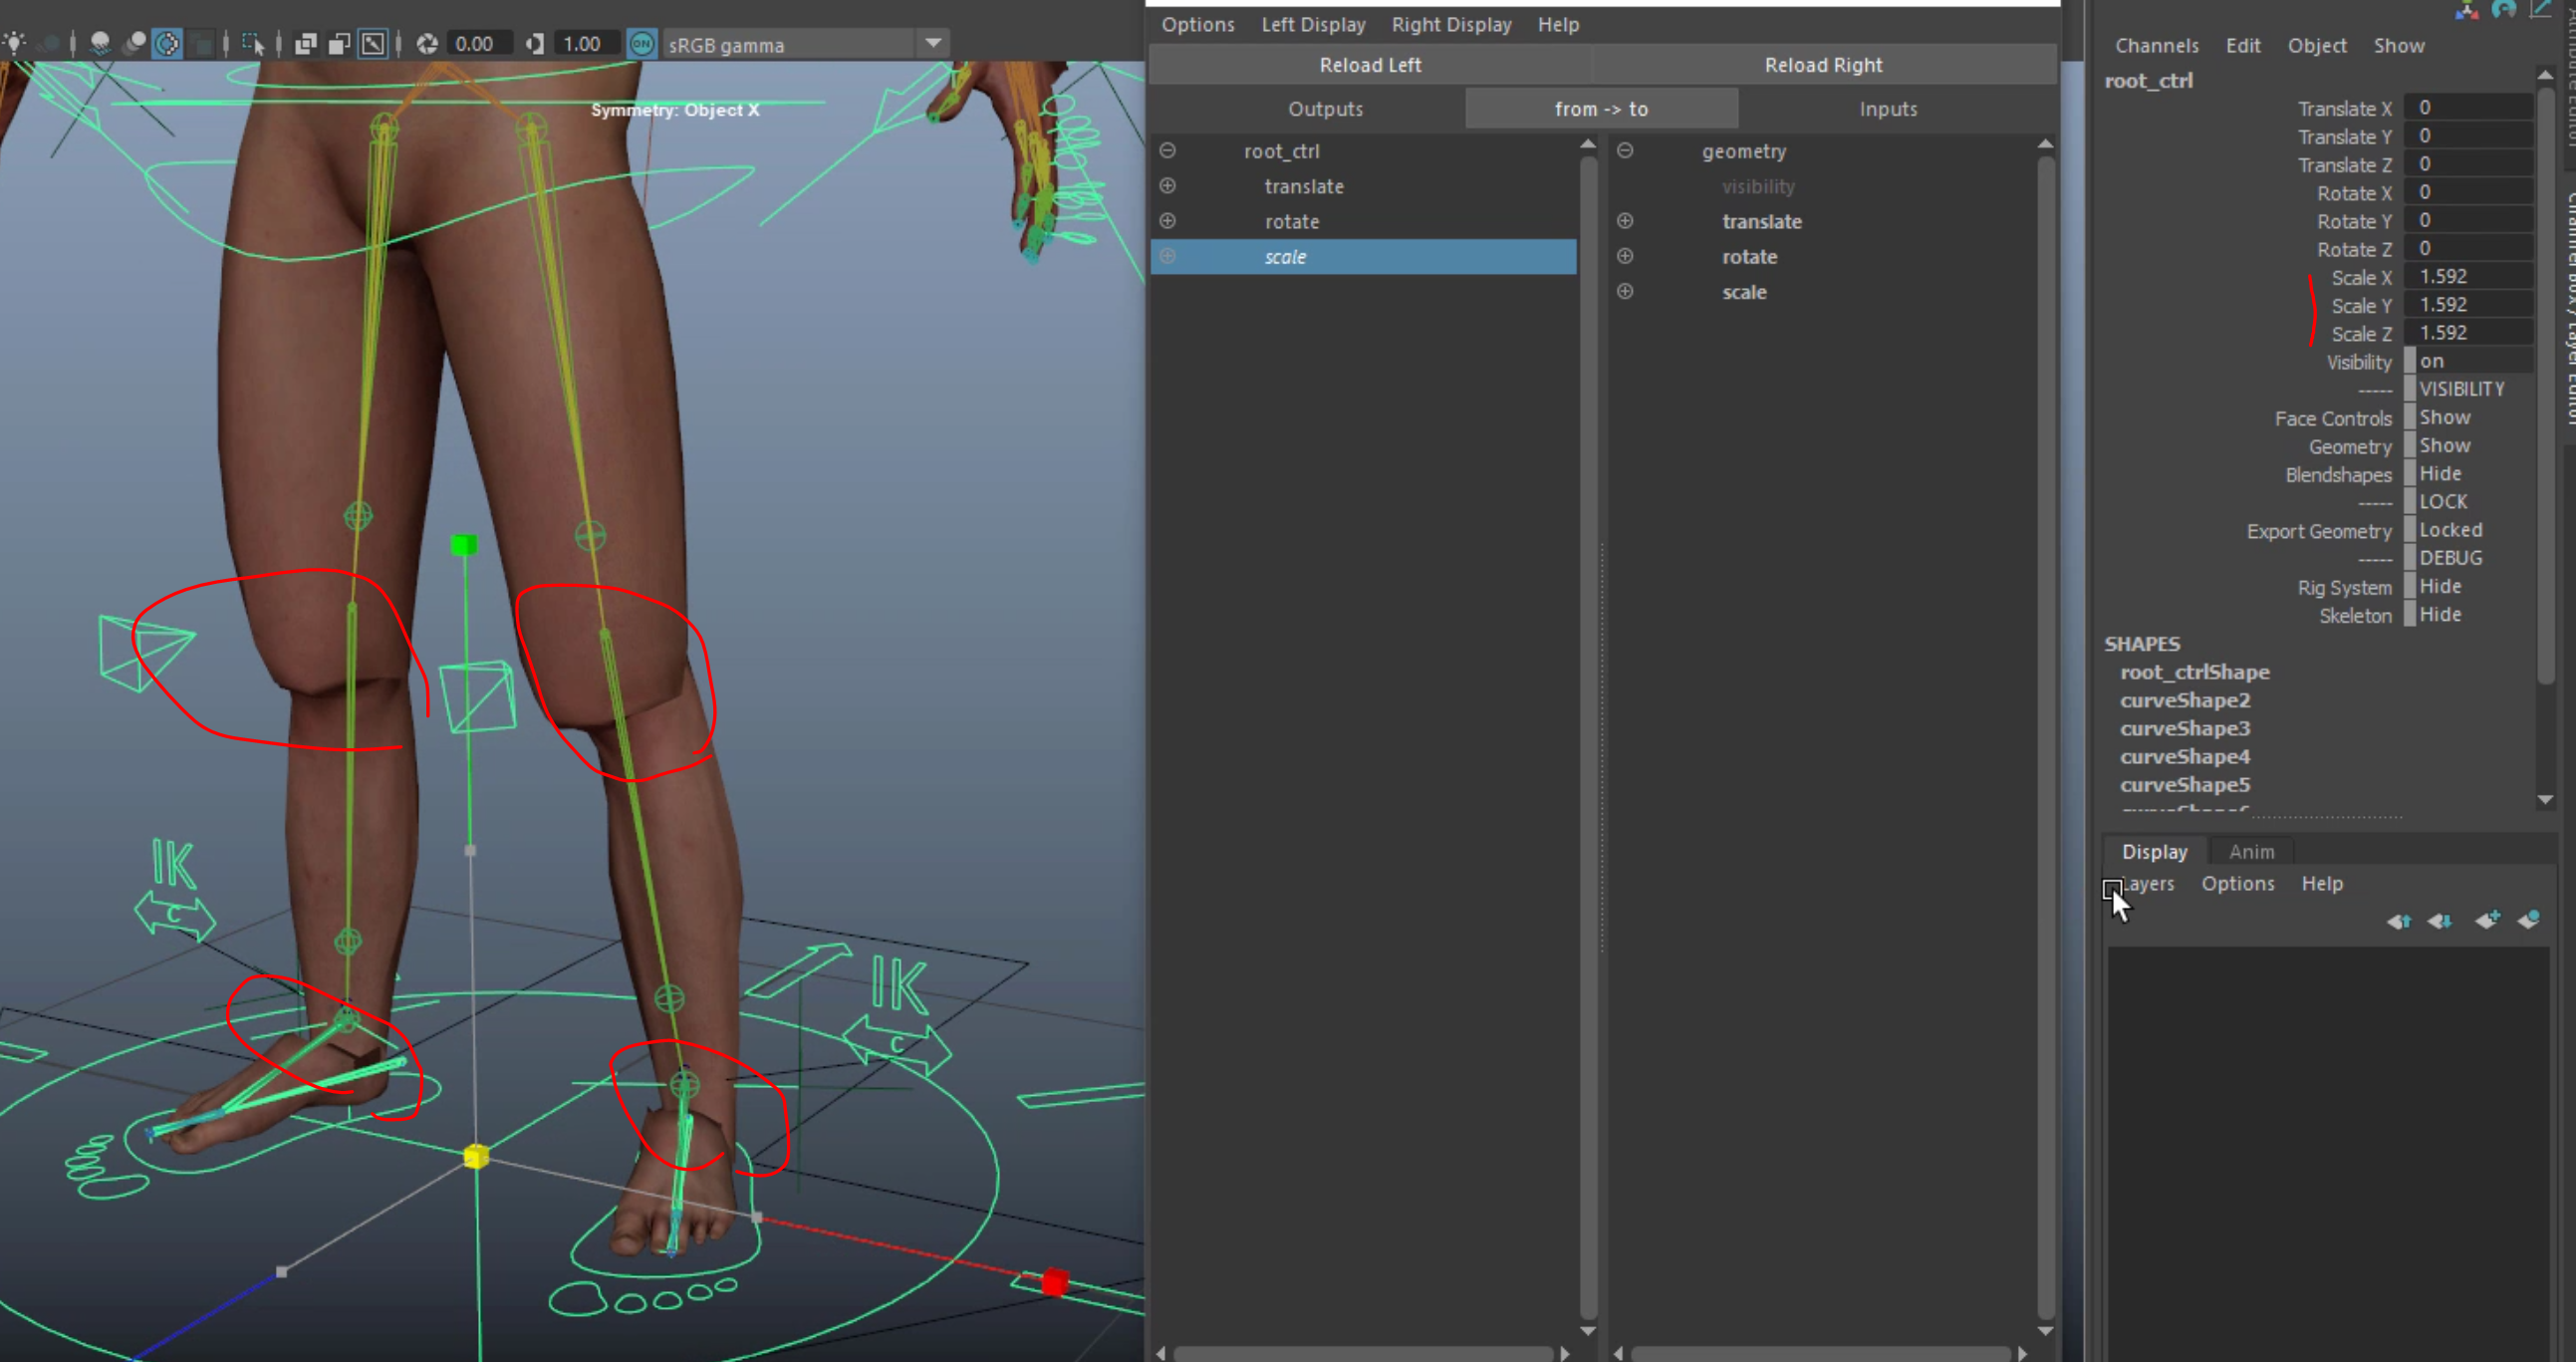 0.00 1.00 ON sRGB gamma
Symmetry: Object X
IK
C
IK
C
Options Left Display Right Display Help
Reload Left Reload Right
Outputs from -> to Inputs
root_ctrl
translate
rotate
scale
geometry
visibility
translate
rotate
scale
Channels Edit Object Show
root_ctrl
Translate X 0
Translate Y 0
Translate Z 0
Rotate X 0
Rotate Y 0
Rotate Z 0
Scale X 1.592
Scale Y 1.592
Scale Z 1.592
Visibility on
----- VISIBILITY
Face Controls Show
Geometry Show
Blendshapes Hide
----- LOCK
Export Geometry Locked
----- DEBUG
Rig System Hide
Skeleton Hide
SHAPES
root_ctrlShape
curveShape2
curveShape3
curveShape4
curveShape5
Display Anim
Layers Options Help